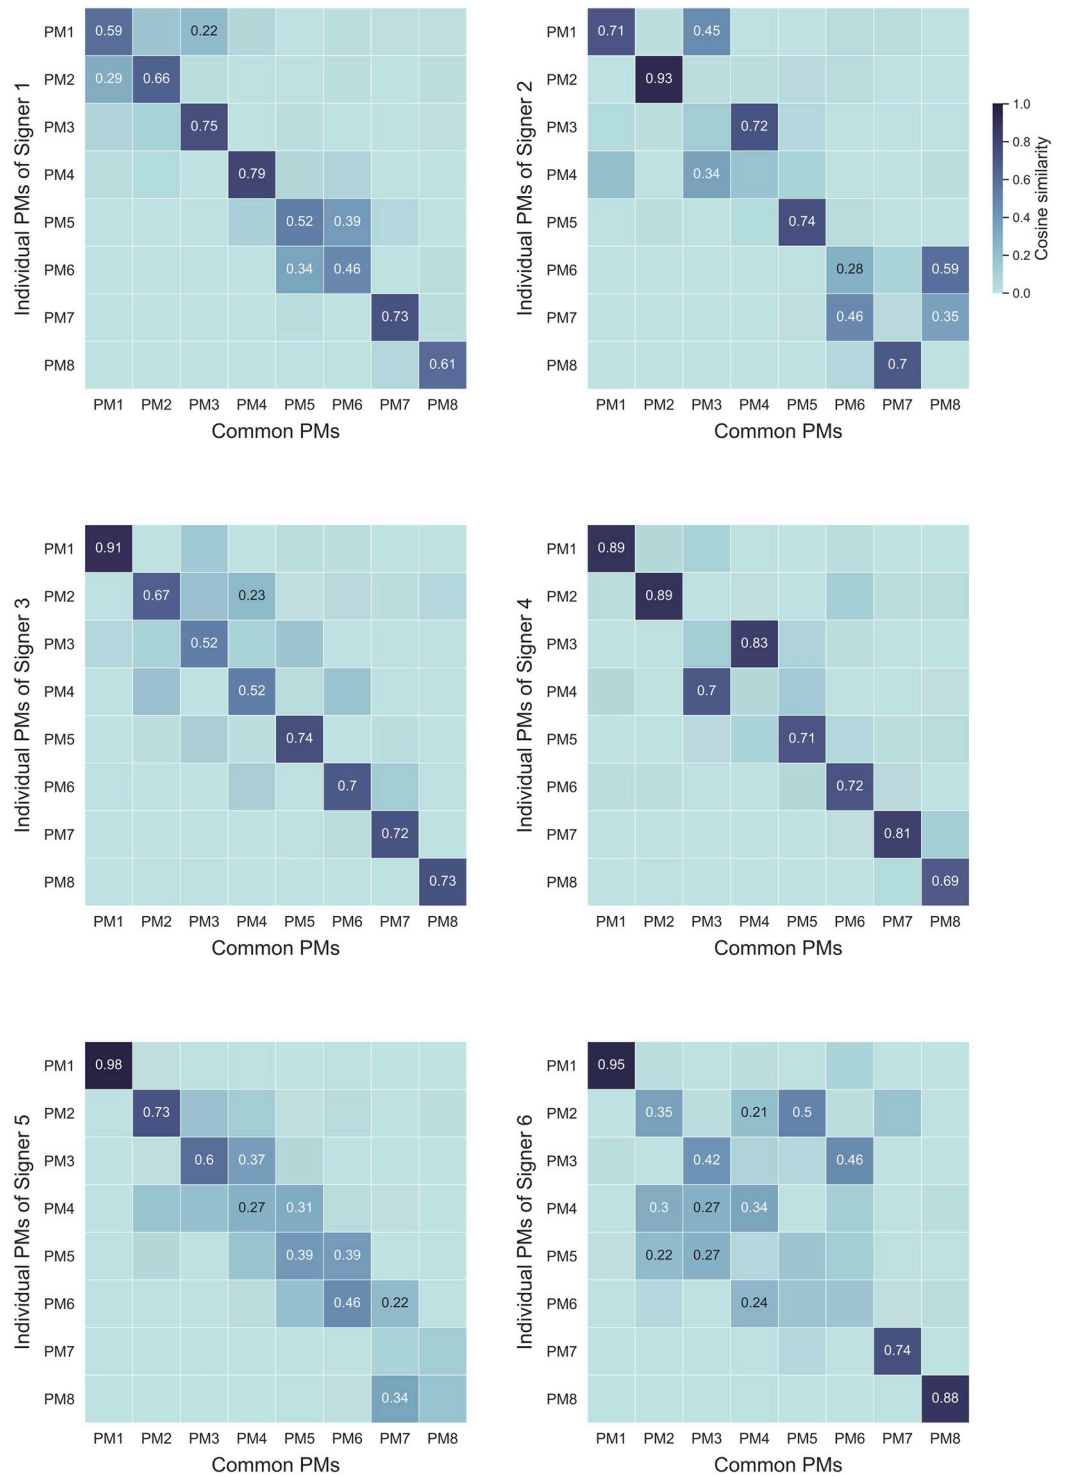 Individual PMs of Signer 1
PM1 0.59 0.22
PM2 0.29 0.66
PM3 0.75
PM4 0.79
PM5 0.52 0.39
PM6 0.34 0.46
PM7 0.73
PM8 0.61
PM1 PM2 PM3 PM4 PM5 PM6 PM7 PM8
Common PMs
Individual PMs of Signer 2
PM1 0.71 0.45
PM2 0.93
PM3 0.72
PM4 0.34
PM5 0.74
PM6 0.28 0.59
PM7 0.46 0.35
PM8 0.7
PM1 PM2 PM3 PM4 PM5 PM6 PM7 PM8
Common PMs
1.0
0.8
0.6
0.4
0.2
0.0
Cosine similarity
Individual PMs of Signer 3
PM1 0.91
PM2 0.67 0.23
PM3 0.52
PM4 0.52
PM5 0.74
PM6 0.7
PM7 0.72
PM8 0.73
PM1 PM2 PM3 PM4 PM5 PM6 PM7 PM8
Common PMs
Individual PMs of Signer 4
PM1 0.89
PM2 0.89
PM3 0.83
PM4 0.7
PM5 0.71
PM6 0.72
PM7 0.81
PM8 0.69
PM1 PM2 PM3 PM4 PM5 PM6 PM7 PM8
Common PMs
Individual PMs of Signer 5
PM1 0.98
PM2 0.73
PM3 0.6 0.37
PM4 0.27 0.31
PM5 0.39 0.39
PM6 0.46 0.22
PM7
PM8 0.34
PM1 PM2 PM3 PM4 PM5 PM6 PM7 PM8
Common PMs
Individual PMs of Signer 6
PM1 0.95
PM2 0.35 0.21 0.5
PM3 0.42 0.46
PM4 0.3 0.27 0.34
PM5 0.22 0.27
PM6 0.24
PM7 0.74
PM8 0.88
PM1 PM2 PM3 PM4 PM5 PM6 PM7 PM8
Common PMs